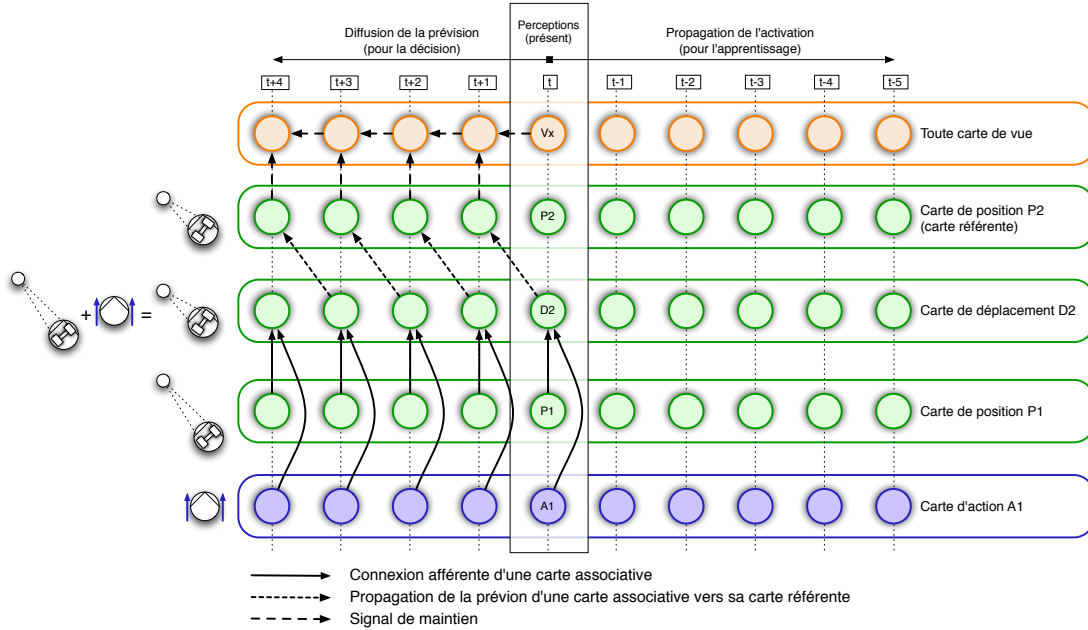 Diffusion de la prévision
(pour la décision)
Perceptions
(présent)
Propagation de l'activation
(pour l'apprentissage)
t+4 t+3 t+2 t+1 t t-1 t-2 t-3 t-4 t-5
Vx
Toute carte de vue
P2
Carte de position P2
(carte référente)
+ =
D2
Carte de déplacement D2
P1
Carte de position P1
A1
Carte d'action A1
Connexion afférente d'une carte associative
Propagation de la prévion d'une carte associative vers sa carte référente
Signal de maintien